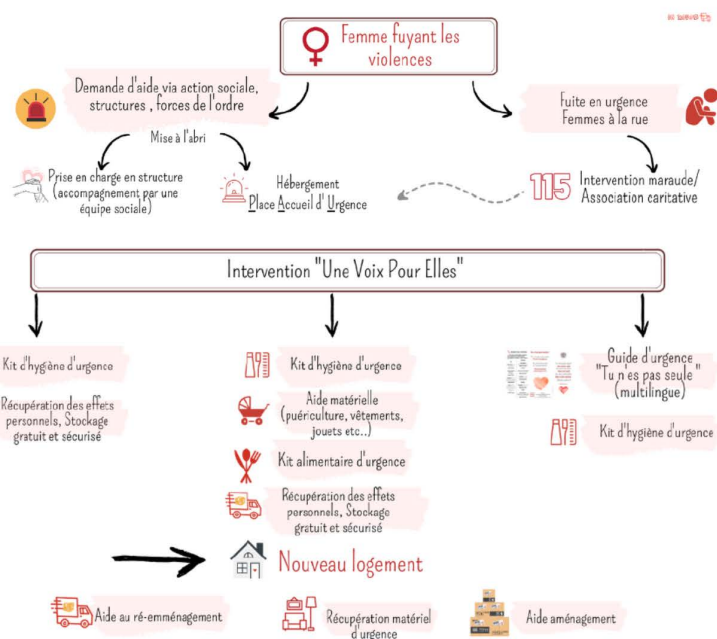 Femme fuyant les
violences
Demande d'aide via action sociale,
structures , forces de l'ordre
Fuite en urgence
Femmes à la rue
Mise à l'abri
Prise en charge en structure
(accompagnement par une
équipe sociale)
Hébergement
Place Accueil d' Urgence
115
Intervention maraude/
Association caritative
Intervention "Une Voix Pour Elles"
Kit d'hygiène d'urgence
Récupération des effets
personnels, Stockage
gratuit et sécurisé
Kit d'hygiène d'urgence
Aide matérielle
(puériculture, vêtements,
jouets etc..)
Kit alimentaire d'urgence
Récupération des effets
personnels, Stockage
gratuit et sécurisé
Guide d'urgence
"Tu n'es pas seule "
(multilingue)
Kit d'hygiène d'urgence
Nouveau logement
Aide au ré-emménagement
Récupération matériel
d'urgence
Aide aménagement